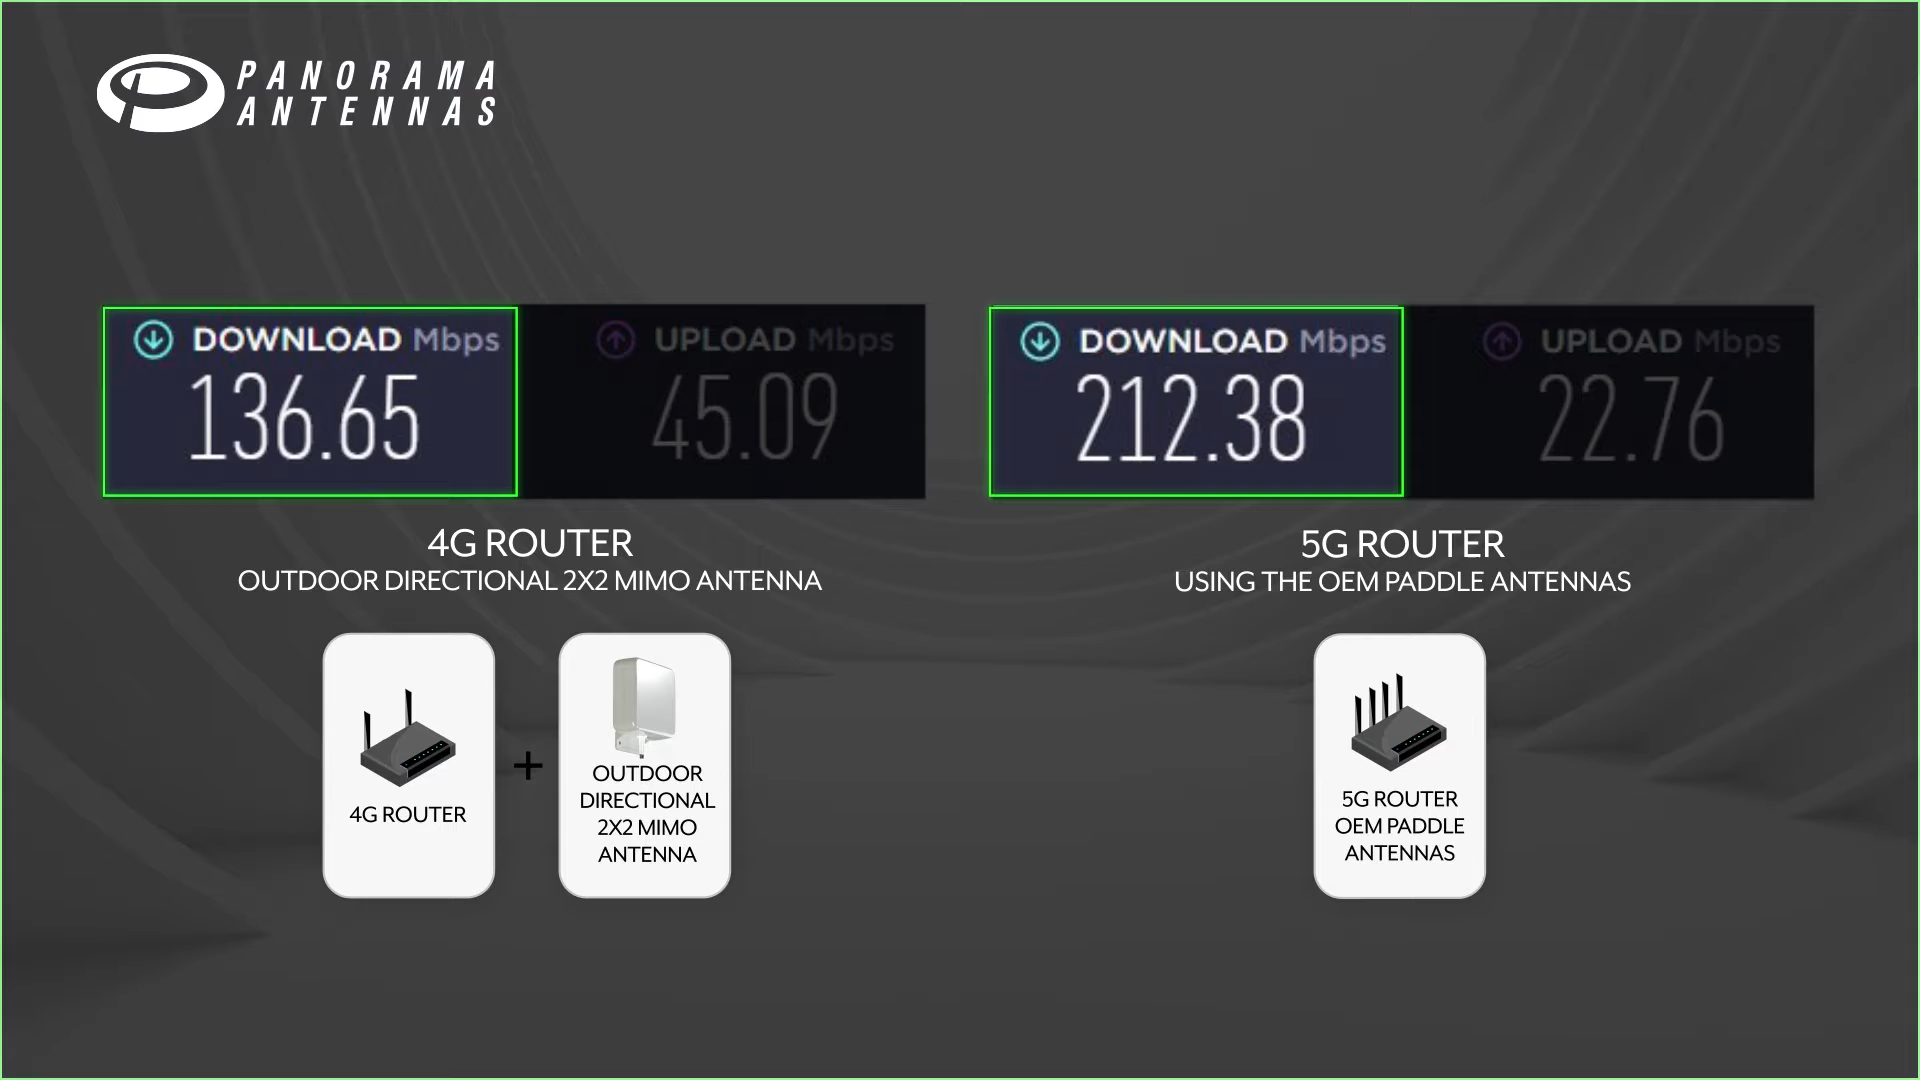 PANORAMA
ANTENNAS
DOWNLOAD Mbps
136.65
UPLOAD Mbps
45.09
DOWNLOAD Mbps
212.38
UPLOAD Mbps
22.76
4G ROUTER
OUTDOOR DIRECTIONAL 2X2 MIMO ANTENNA
5G ROUTER
USING THE OEM PADDLE ANTENNAS
4G ROUTER
+
OUTDOOR
DIRECTIONAL
2X2 MIMO
ANTENNA
5G ROUTER
OEM PADDLE
ANTENNAS